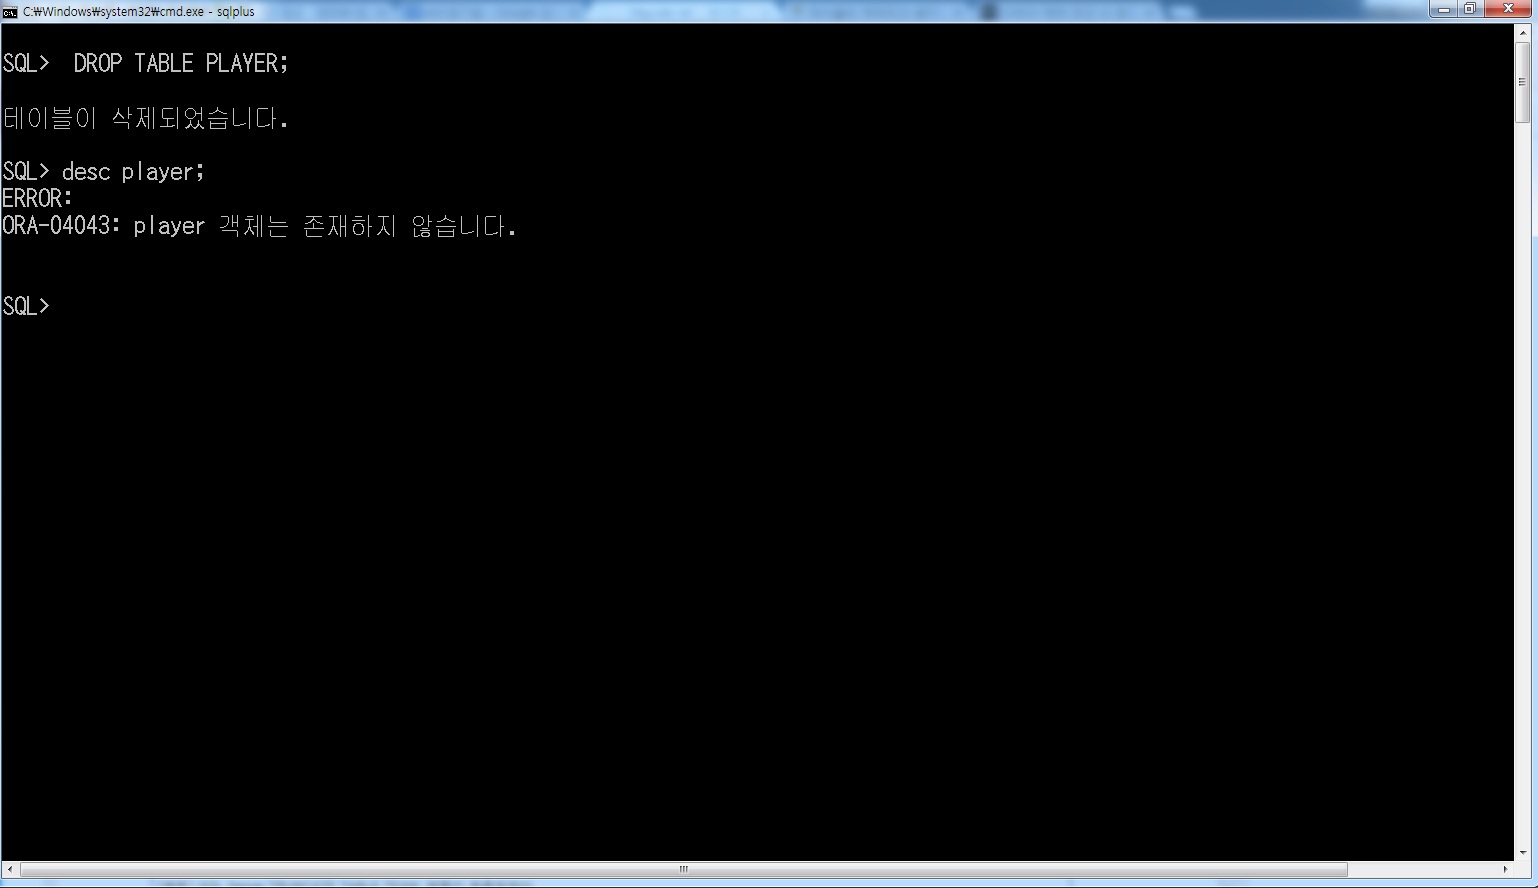 C:₩Windows₩system32₩cmd.exe - sqlplus
SQL>  DROP TABLE PLAYER;
테이블이 삭제되었습니다.
SQL> desc player;
ERROR:
ORA-04043: player 객체는 존재하지 않습니다.
SQL>